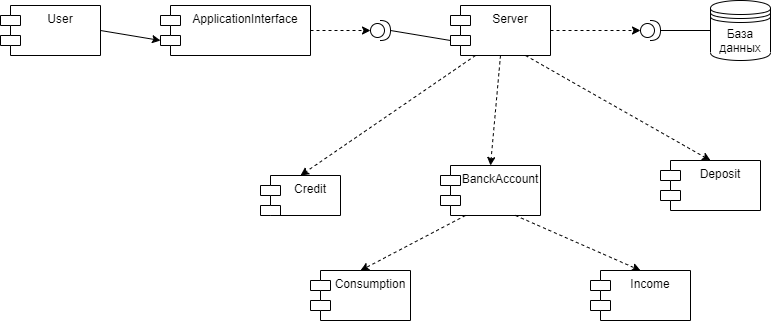 User
ApplicationInterface
Server
База
данных
Credit
BanckAccount
Deposit
Consumption
Income